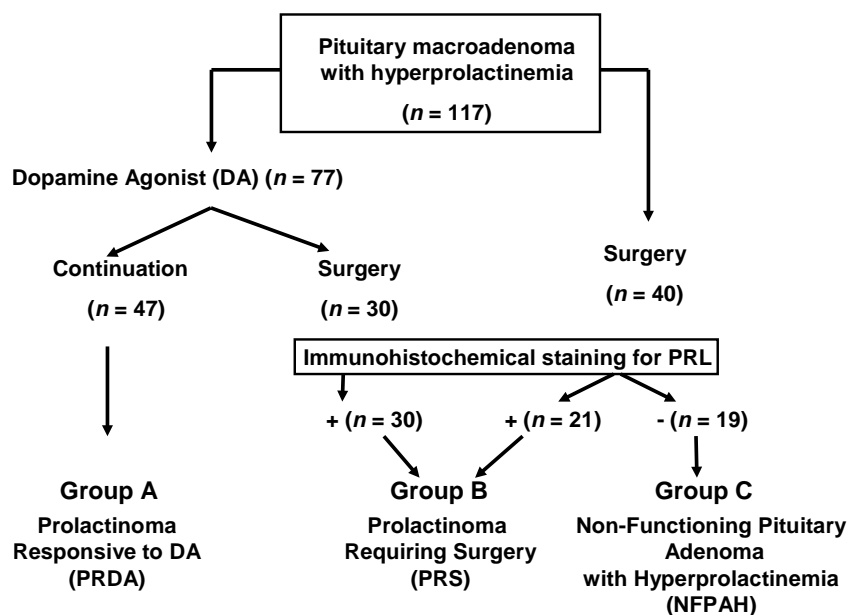 Pituitary macroadenoma
with hyperprolactinemia
(n = 117)
Dopamine Agonist (DA) (n = 77)
Continuation
(n = 47)
Surgery
(n = 30)
Surgery
(n = 40)
Immunohistochemical staining for PRL
+ (n = 30)
+ (n = 21)
- (n = 19)
Group A
Prolactinoma
Responsive to DA
(PRDA)
Group B
Prolactinoma
Requiring Surgery
(PRS)
Group C
Non-Functioning Pituitary
Adenoma
with Hyperprolactinemia
(NFPAH)